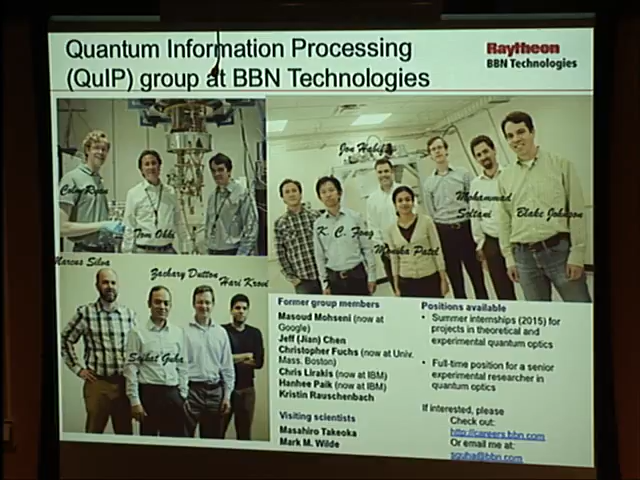 Quantum Information Processing
(QuIP) group at BBN Technologies
Raytheon
BBN Technologies
Colm Ryan
Tom Ohki
Jon Habif
K. C. Fong
Monika Patel
Mohammad
Soltani
Blake Johnson
Marcus Silva
Zachary Dutton
Hari Krovi
Saikat Guha
Former group members
Masoud Mohseni (now at
Google)
Jeff (Jian) Chen
Christopher Fuchs (now at Univ.
Mass. Boston)
Chris Lirakis (now at IBM)
Hanhee Paik (now at IBM)
Kristin Rauschenbach
Visiting scientists
Masahiro Takeoka
Mark M. Wilde
Positions available
• Summer internships (2015) for
projects in theoretical and
experimental quantum optics
• Full-time position for a senior
experimental researcher in
quantum optics
If interested, please
Check out:
http://careers.bbn.com
Or email me at:
sguha@bbn.com